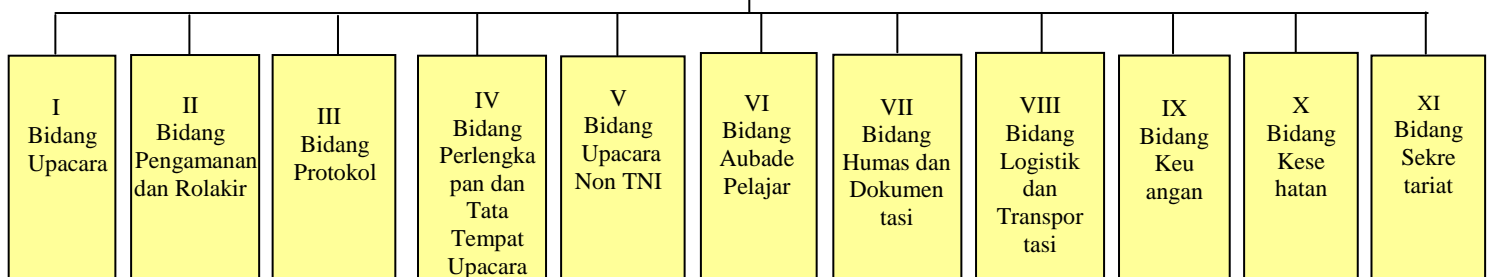 I
Bidang
Upacara
II
Bidang
Pengamanan
dan Rolakir
III
Bidang
Protokol
IV
Bidang
Perlengka
pan dan
Tata
Tempat
Upacara
V
Bidang
Upacara
Non TNI
VI
Bidang
Aubade
Pelajar
VII
Bidang
Humas dan
Dokumen
tasi
VIII
Bidang
Logistik
dan
Transpor
tasi
IX
Bidang
Keu
angan
X
Bidang
Kese
hatan
XI
Bidang
Sekre
tariat